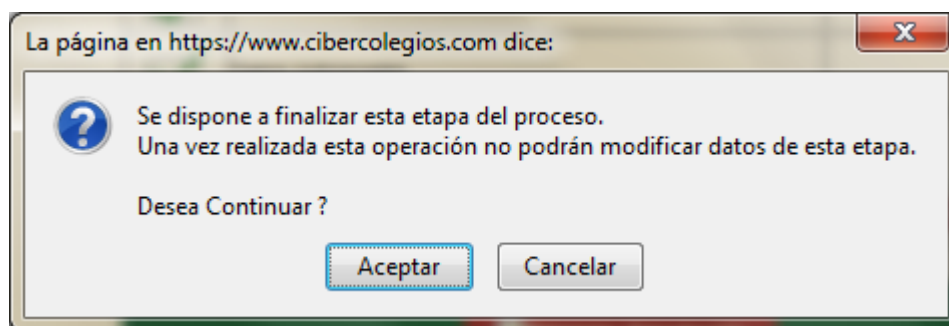 La página en https://www.cibercolegios.com dice:
Se dispone a finalizar esta etapa del proceso.
Una vez realizada esta operación no podrán modificar datos de esta etapa.
Desea Continuar ?
Aceptar
Cancelar